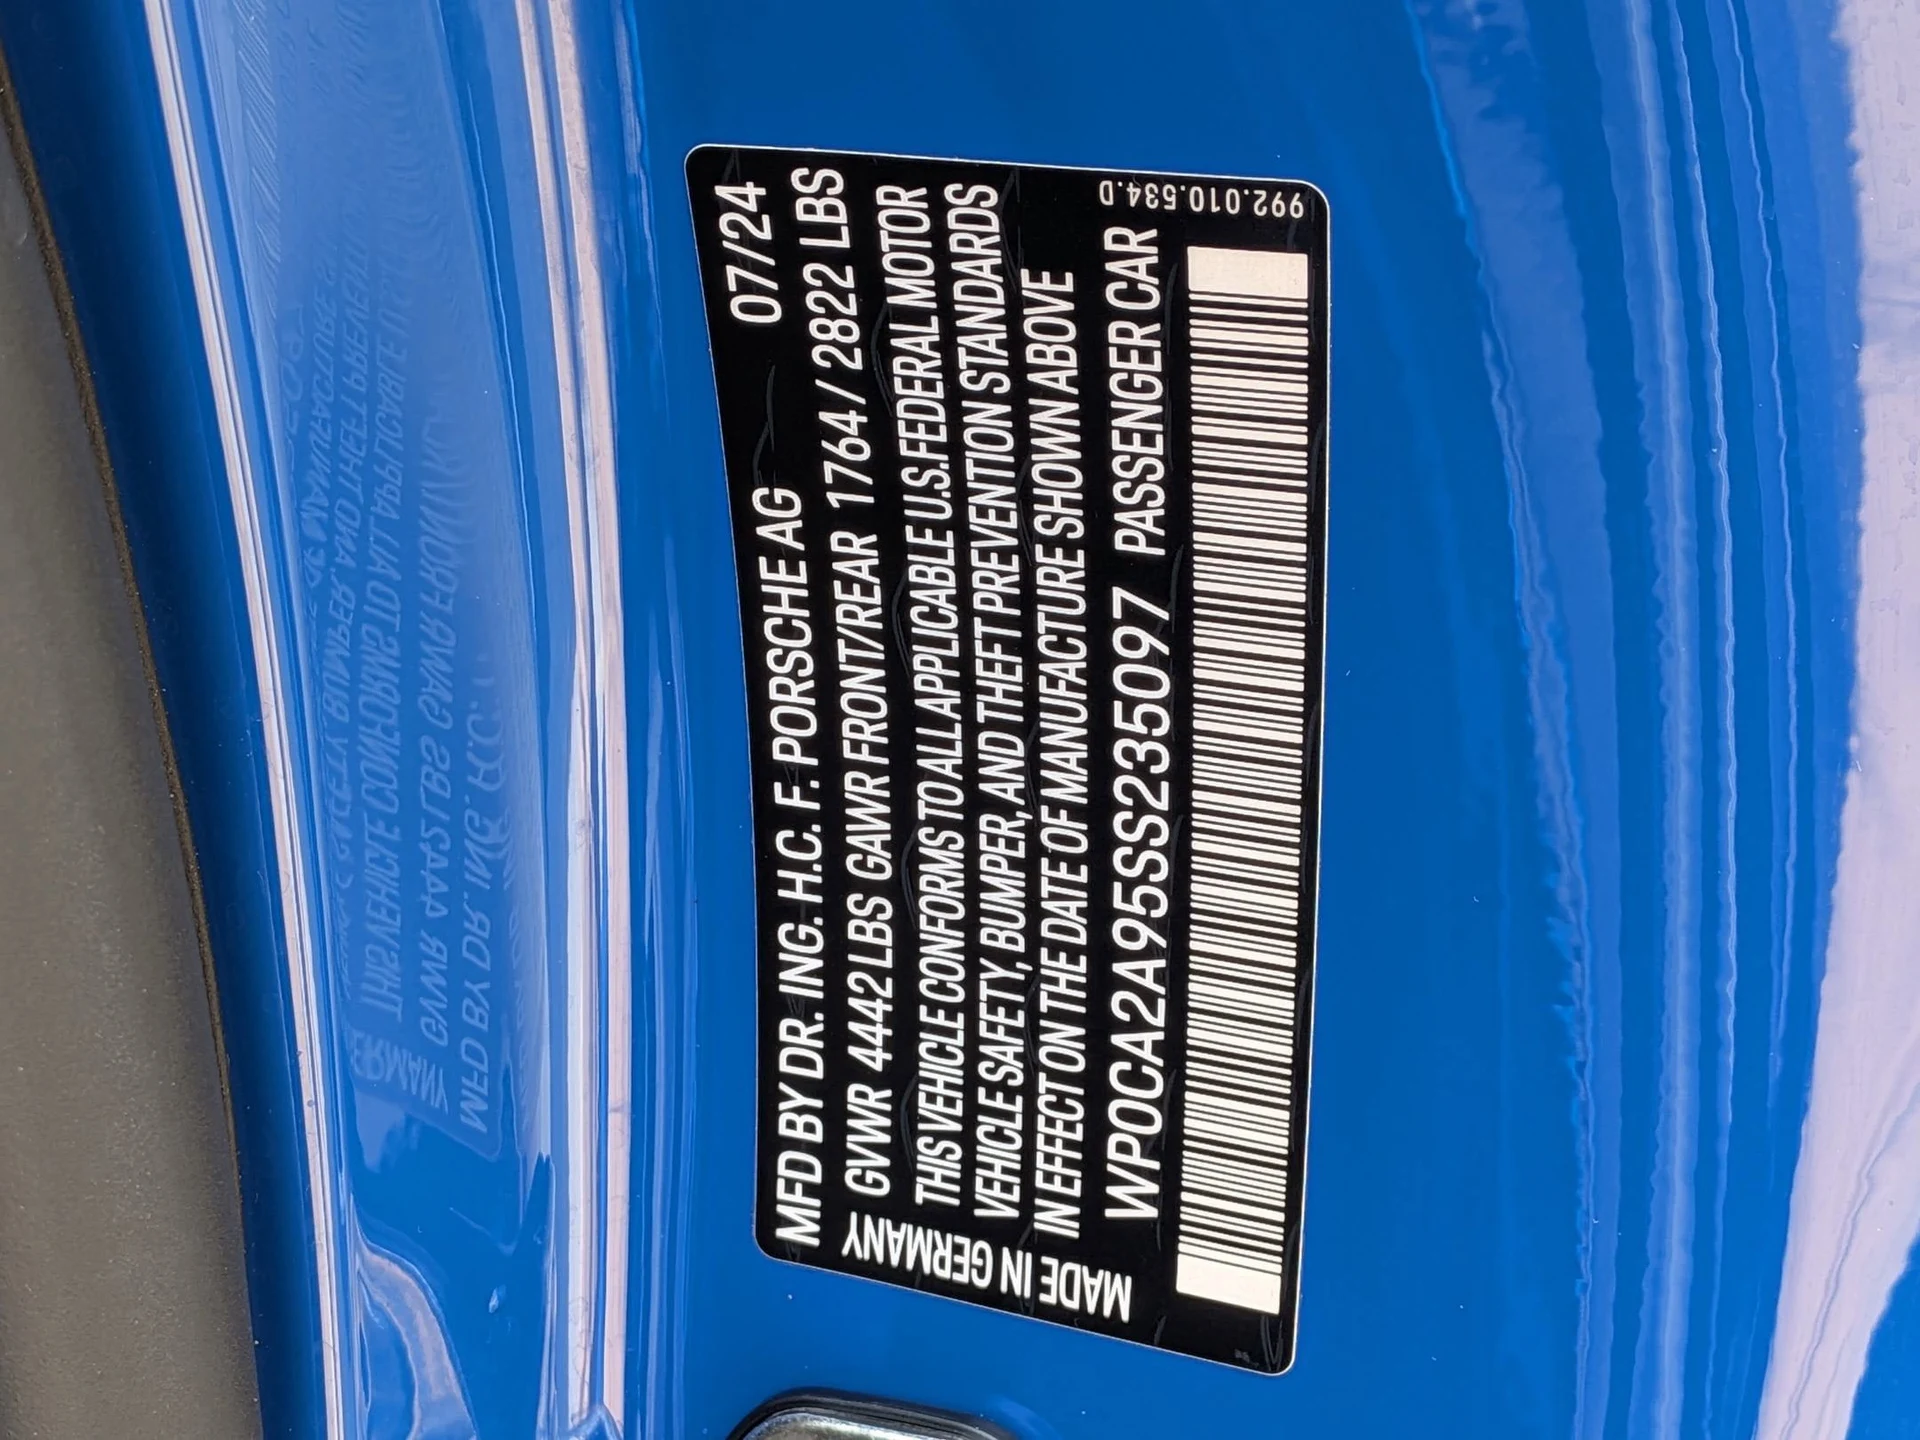 MFD BY DR. ING. H.C. F. PORSCHE AG 07/24
GVWR 4442 LBS GAWR FRONT/REAR 1764 / 2822 LBS
THIS VEHICLE CONFORMS TO ALL APPLICABLE U.S.FEDERAL MOTOR
VEHICLE SAFETY, BUMPER, AND THEFT PREVENTION STANDARDS
IN EFFECT ON THE DATE OF MANUFACTURE SHOWN ABOVE
WP0CA2A95SS235097 PASSENGER CAR
MADE IN GERMANY
992.010.534.D